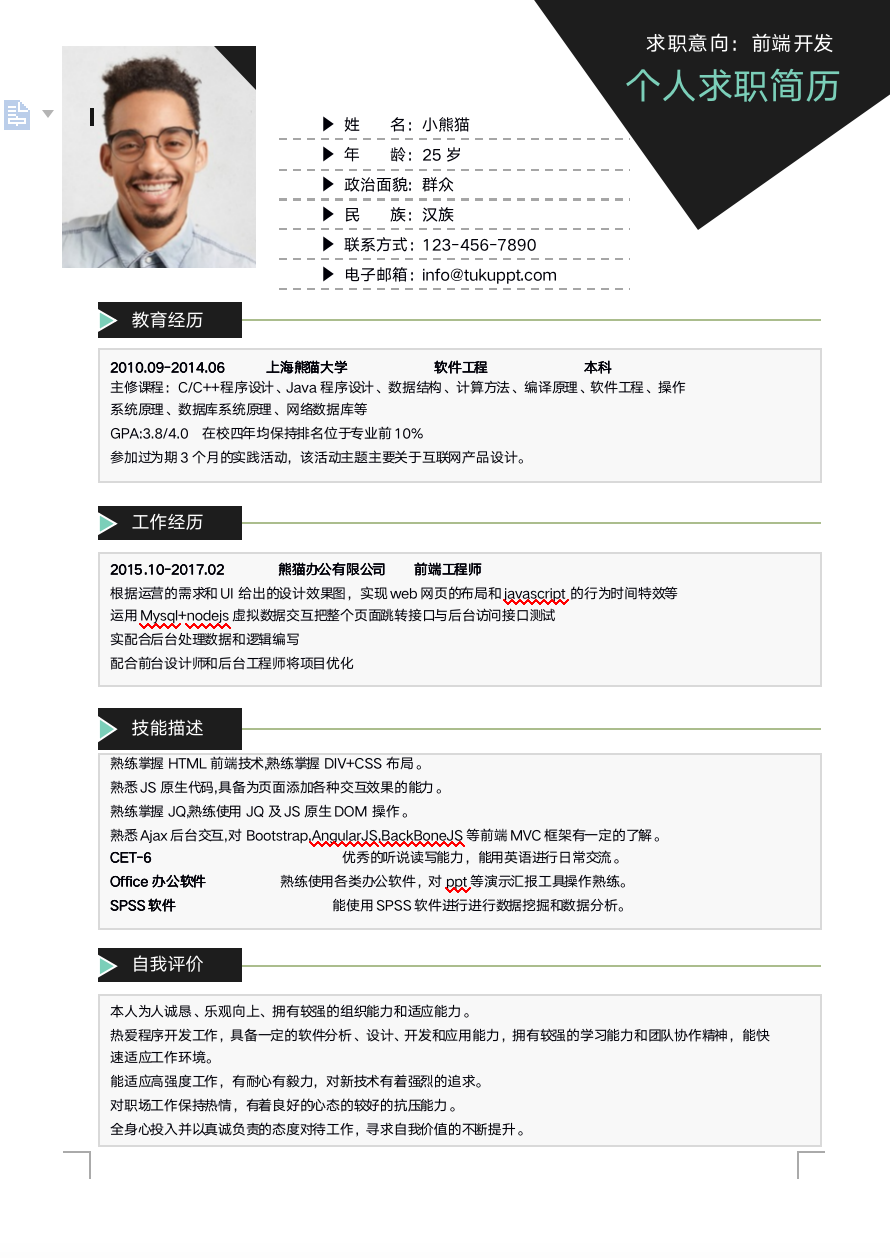 求职意向：前端开发
个人求职简历
姓 名：小熊猫
年 龄：25 岁
政治面貌：群众
民 族：汉族
联系方式：123-456-7890
电子邮箱：info@tukuppt.com
教育经历
2010.09-2014.06 上海熊猫大学 软件工程 本科
主修课程：C/C++程序设计、Java 程序设计、数据结构、计算方法、编译原理、软件工程、操作
系统原理、数据库系统原理、网络数据库等
GPA:3.8/4.0 在校四年均保持排名位于专业前 10%
参加过为期 3 个月的实践活动，该活动主题主要关于互联网产品设计。
工作经历
2015.10-2017.02 熊猫办公有限公司 前端工程师
根据运营的需求和 UI 给出的设计效果图，实现 web 网页的布局和 javascript 的行为时间特效等
运用 Mysql+nodejs 虚拟数据交互把整个页面跳转接口与后台访问接口测试
实配合后台处理数据和逻辑编写
配合前台设计师和后台工程师将项目优化
技能描述
熟练掌握 HTML 前端技术,熟练掌握 DIV+CSS 布局。
熟悉 JS 原生代码,具备为页面添加各种交互效果的能力。
熟练掌握 JQ,熟练使用 JQ 及 JS 原生 DOM 操作。
熟悉 Ajax 后台交互,对 Bootstrap,AngularJS,BackBoneJS 等前端 MVC 框架有一定的了解。
CET-6 优秀的听说读写能力，能用英语进行日常交流。
Office 办公软件 熟练使用各类办公软件，对 ppt 等演示汇报工具操作熟练。
SPSS 软件 能使用 SPSS 软件进行进行数据挖掘和数据分析。
自我评价
本人为人诚恳、乐观向上、拥有较强的组织能力和适应能力。
热爱程序开发工作，具备一定的软件分析、设计、开发和应用能力，拥有较强的学习能力和团队协作精神，能快
速适应工作环境。
能适应高强度工作，有耐心有毅力，对新技术有着强烈的追求。
对职场工作保持热情，有着良好的心态的较好的抗压能力。
全身心投入并以真诚负责的态度对待工作，寻求自我价值的不断提升。